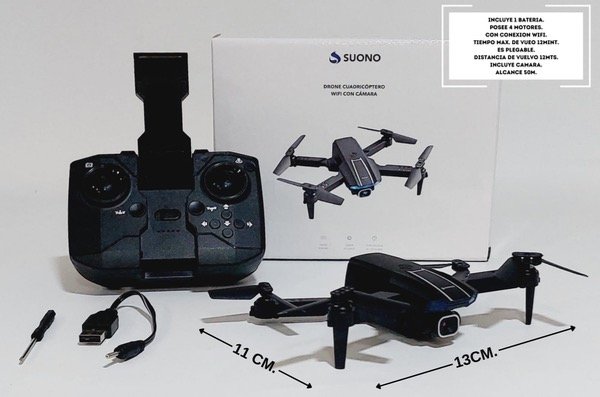 INCLUYE 1 BATERIA.
POSEE 4 MOTORES.
CON CONEXION WIFI.
TIEMPO MAX. DE VUEO 12MINT.
ES PLEGABLE.
DISTANCIA DE VUELVO 12MTS.
INCLUYE CAMARA.
ALCANCE 50M.
SUONO
DRONE CUADRICÓPTERO
WIFI CON CÁMARA
11 CM.
13CM.